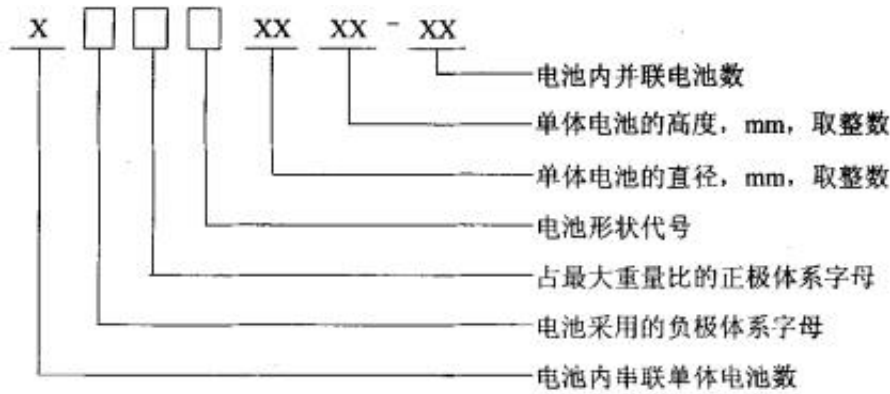 X □ □ □ XX XX - XX
电池内并联电池数
单体电池的高度，mm，取整数
单体电池的直径，mm，取整数
电池形状代号
占最大重量比的正极体系字母
电池采用的负极体系字母
电池内串联单体电池数